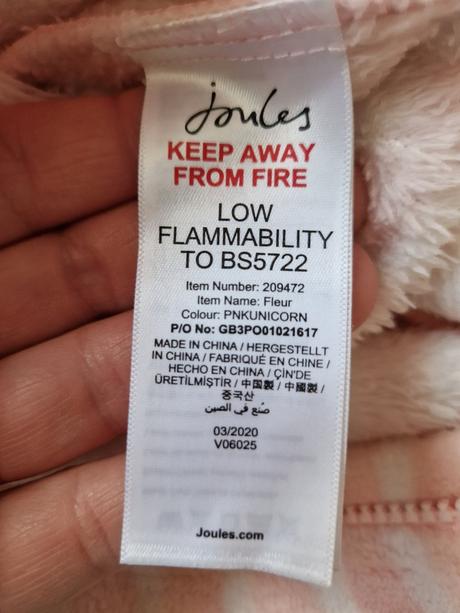 Joules
KEEP AWAY
FROM FIRE
LOW
FLAMMABILITY
TO BS5722
Item Number: 209472
Item Name: Fleur
Colour: PNKUNICORN
P/O No: GB3PO01021617
MADE IN CHINA / HERGESTELLT
IN CHINA / FABRIQUÉ EN CHINE /
HECHO EN CHINA / ÇIN'DE
ÜRETİLMİŞTİR / 中国製 / 中國製 /
중국산
صُنع في الصين
03/2020
V06025
Joules.com